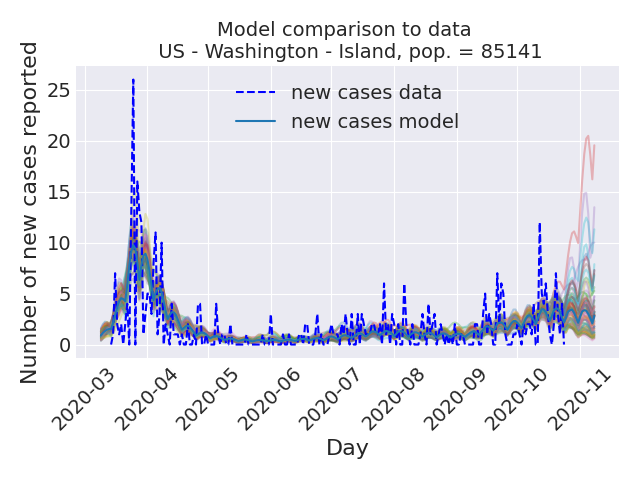 Model comparison to data
US - Washington - Island, pop. = 85141
new cases data
new cases model
Number of new cases reported
25
20
15
10
5
0
2020-03
2020-04
2020-05
2020-06
2020-07
2020-08
2020-09
2020-10
2020-11
Day